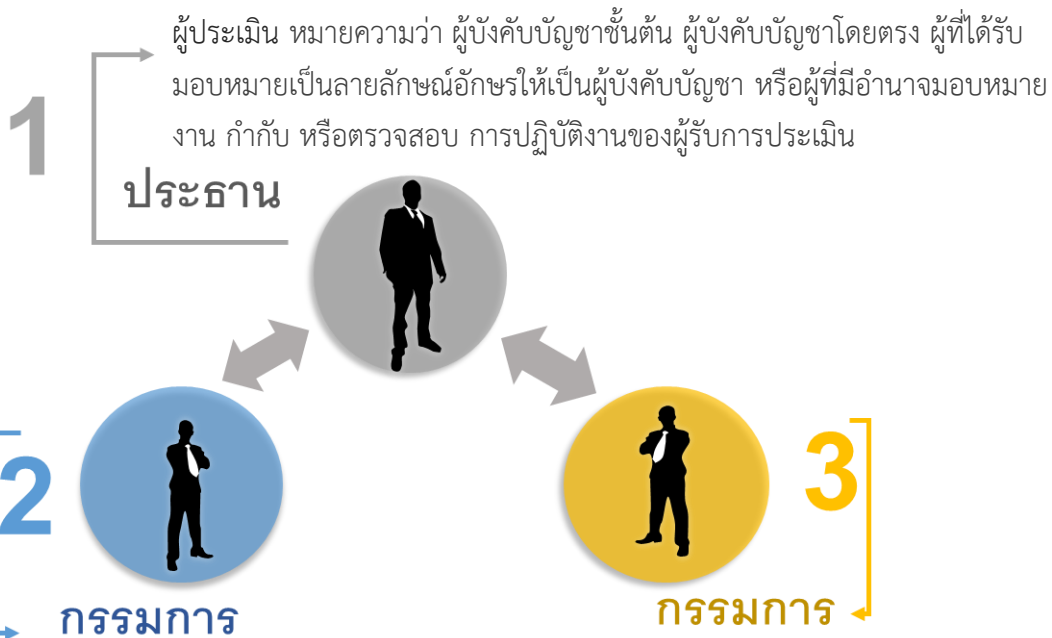 ผู้ประเมิน หมายความว่า ผู้บังคับบัญชาชั้นต้น ผู้บังคับบัญชาโดยตรง ผู้ที่ได้รับ
มอบหมายเป็นลายลักษณ์อักษรให้เป็นผู้บังคับบัญชา หรือผู้ที่มีอำนาจมอบหมาย
งาน กำกับ หรือตรวจสอบ การปฏิบัติงานของผู้รับการประเมิน
1
ประธาน
2
กรรมการ
3
กรรมการ